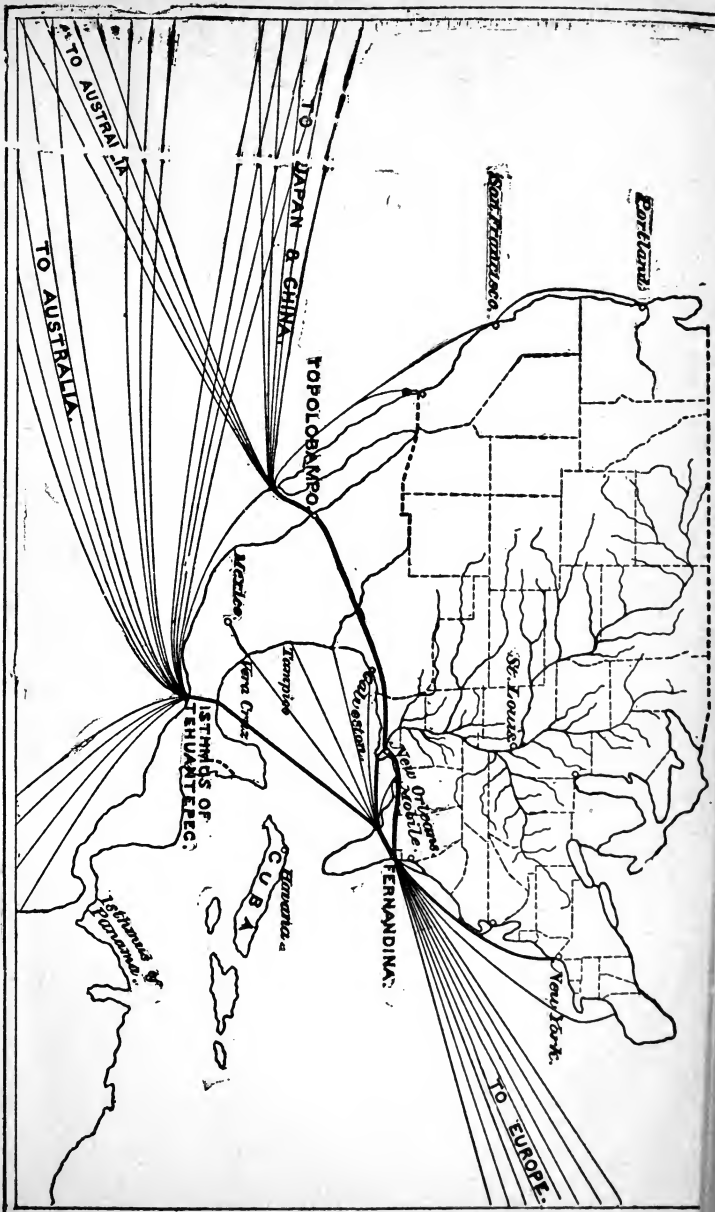 Portland.
San Francisco.
St. Louis
New York.
TO JAPAN & CHINA
TO AUSTRALIA
TO AUSTRALIA.
TOPOLOBAMPO
Mexico.
Tampico
Vera Cruz
Galveston.
New Orleans
Mobile.
FERNANDINA
ISTHMOS OF
TEHUANTEPEC
Havana
CUBA
Isthmus of
Panama.
TO EUROPE.